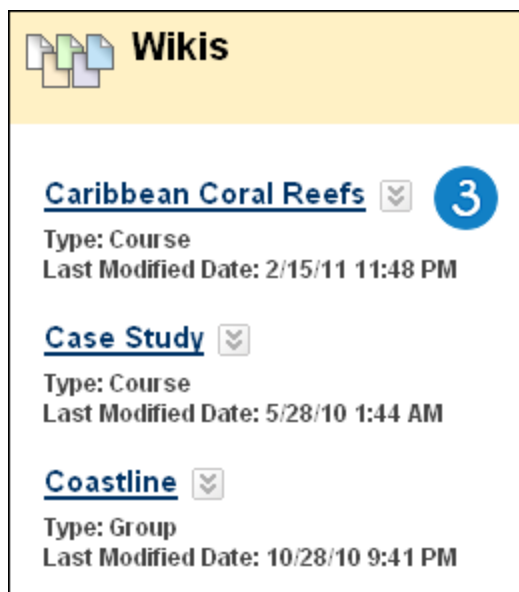 Wikis
Caribbean Coral Reefs 3
Type: Course
Last Modified Date: 2/15/11 11:48 PM
Case Study
Type: Course
Last Modified Date: 5/28/10 1:44 AM
Coastline
Type: Group
Last Modified Date: 10/28/10 9:41 PM